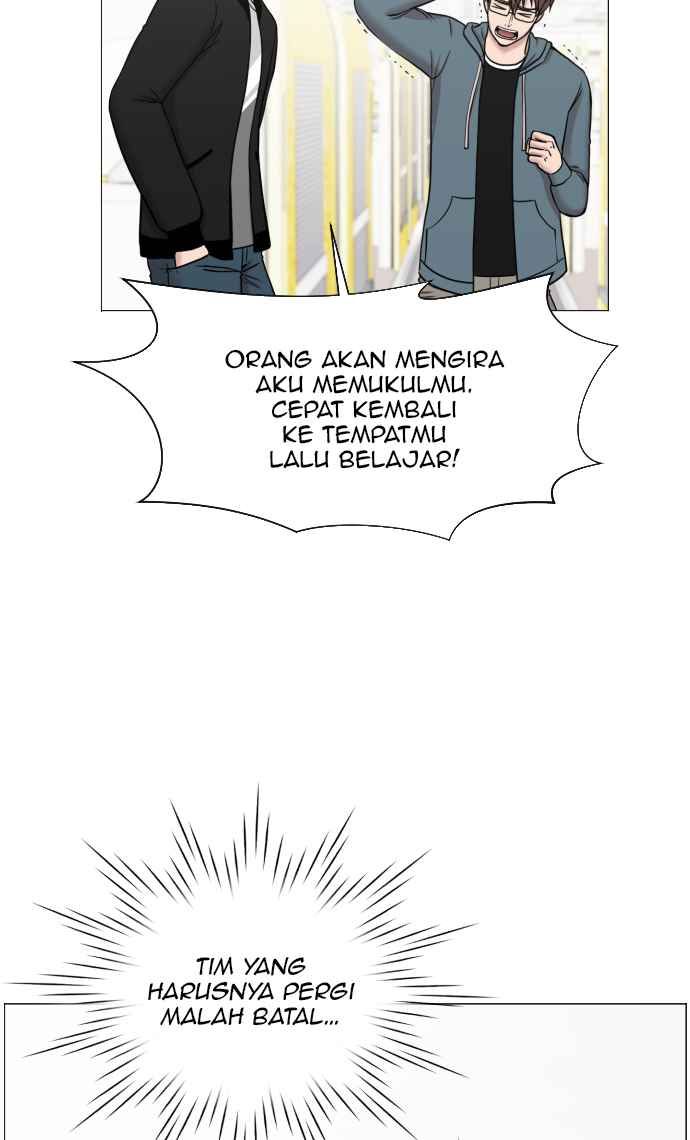 ORANG AKAN MENGIRA
AKU MEMUKULMU.
CEPAT KEMBALI
KE TEMPATMU
LALU BELAJAR!
TIM YANG
HARUSNYA PERGI
MALAH BATAL...